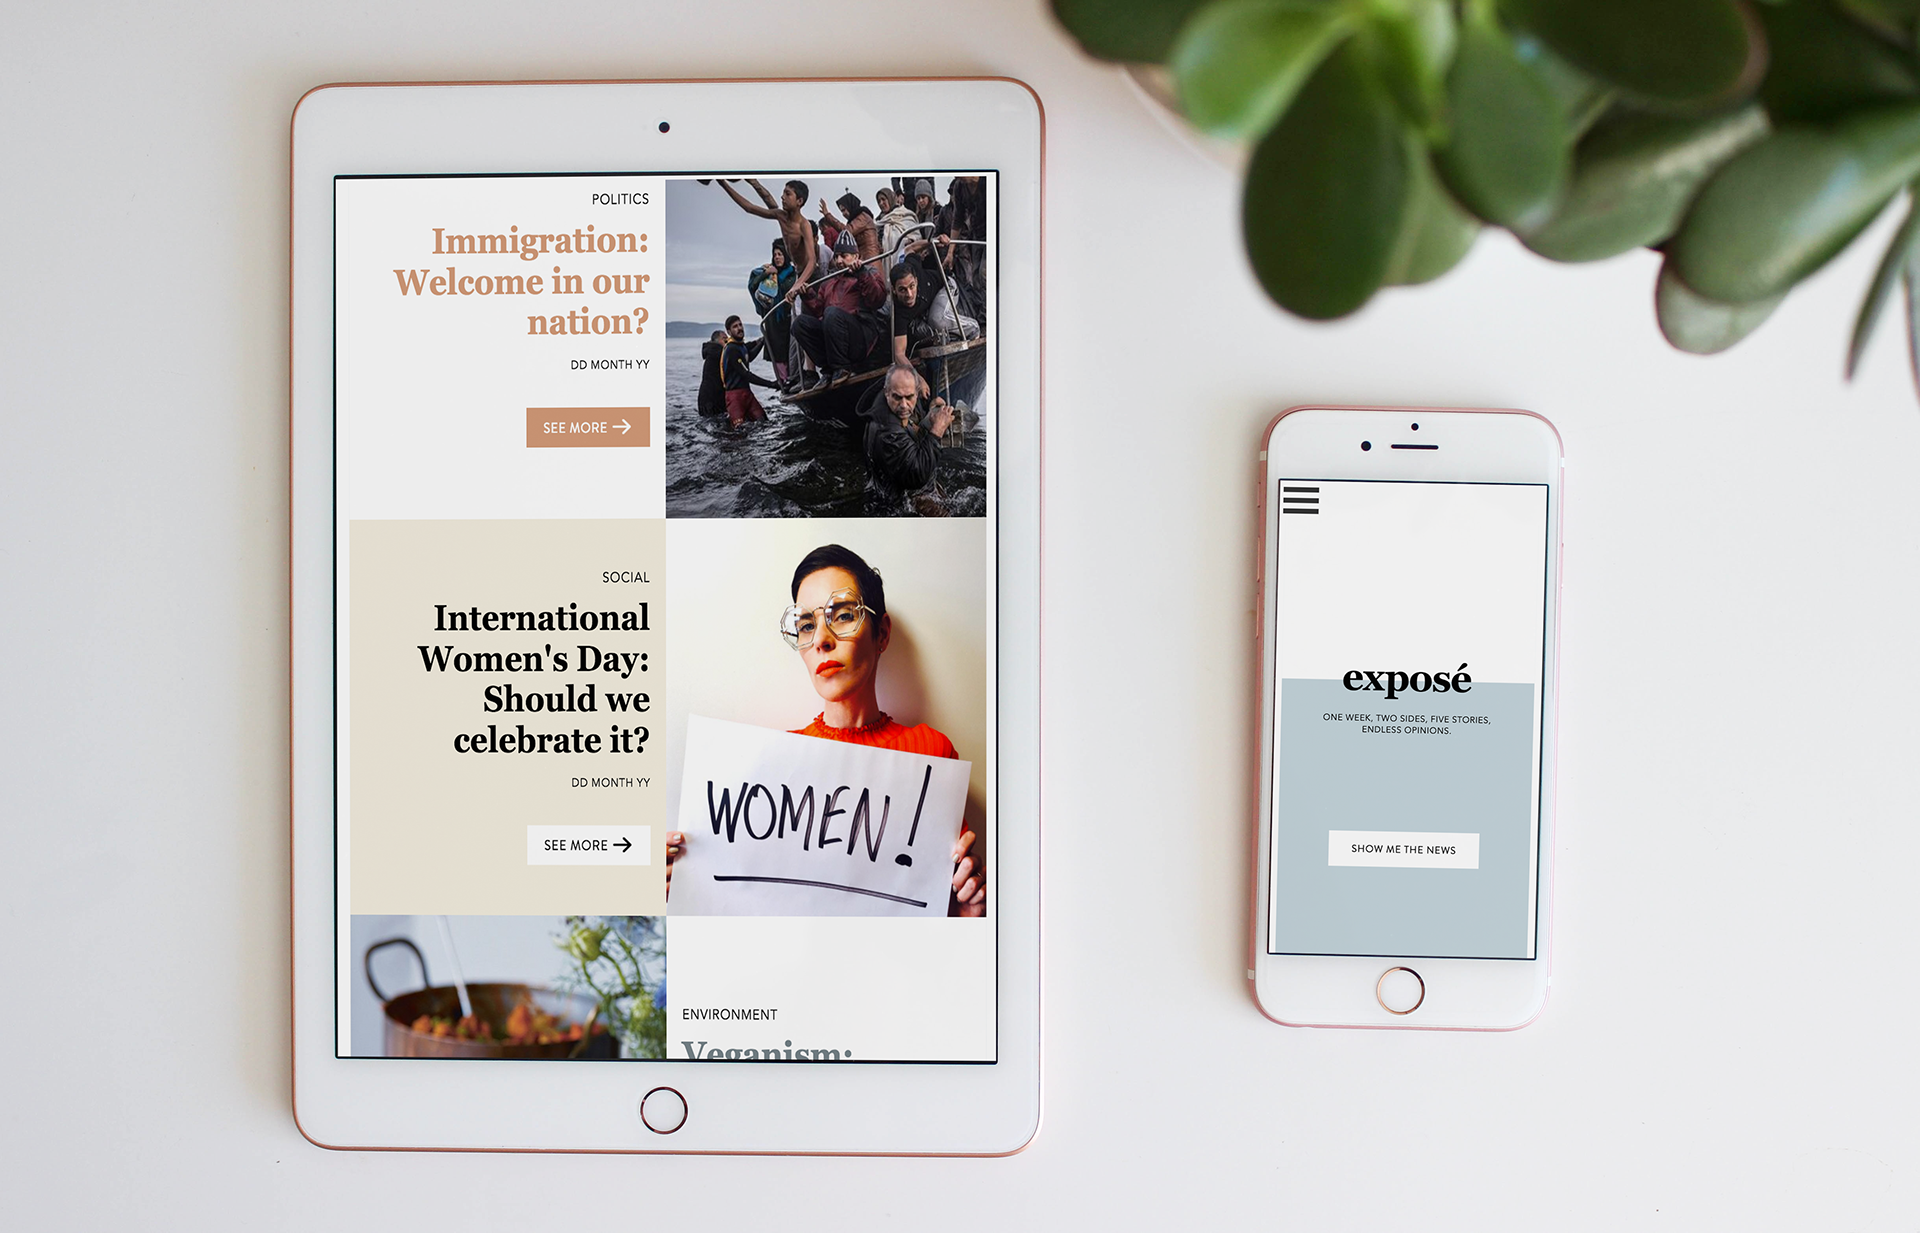 POLITICS
Immigration:
Welcome in our
nation?
DD MONTH YY
SEE MORE
SOCIAL
International
Women's Day:
Should we
celebrate it?
DD MONTH YY
SEE MORE
WOMEN!
ENVIRONMENT
Veganism:
exposé
ONE WEEK, TWO SIDES, FIVE STORIES,
ENDLESS OPINIONS.
SHOW ME THE NEWS